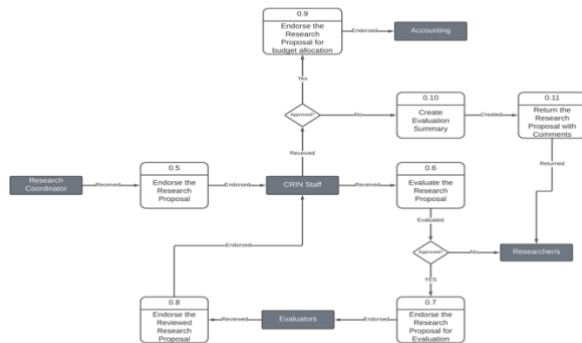 0.9
Endorse the
Research
Proposal for
budget allocation
Endorsed
Accounting
Yes
Approved?
No
0.10
Create
Evaluation
Summary
Created
0.11
Return the
Research
Proposal with
Comments
Received
Returned
Research
Coordinator
Received
0.5
Endorse the
Research
Proposal
Endorsed
CRIN Staff
Received
0.6
Evaluate the
Research
Proposal
Evaluated
Endorsed
Approved?
No
Researcher/s
YES
0.8
Endorse the
Reviewed
Research
Proposal
Reviewed
Evaluators
Endorsed
0.7
Endorse the
Research
Proposal for
Evaluation